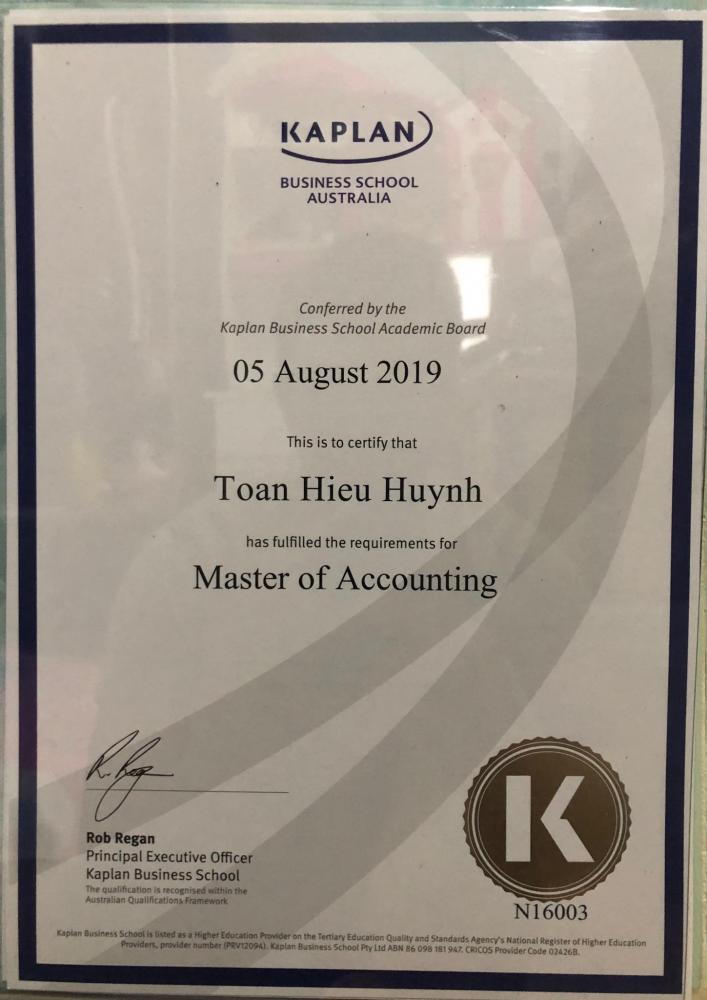 KAPLAN
BUSINESS SCHOOL
AUSTRALIA
Conferred by the
Kaplan Business School Academic Board
05 August 2019
This is to certify that
Toan Hieu Huynh
has fulfilled the requirements for
Master of Accounting
Rob Regan
Principal Executive Officer
Kaplan Business School
The qualification is recognised within the
Australian Qualifications Framework
K
N16003
Kaplan Business School is listed as a Higher Education Provider on the Tertiary Education Quality and Standards Agency's National Register of Higher Education
Providers, provider number (PRV12094). Kaplan Business School Pty Ltd ABN 86 098 181 947. CRICOS Provider Code 02426B.